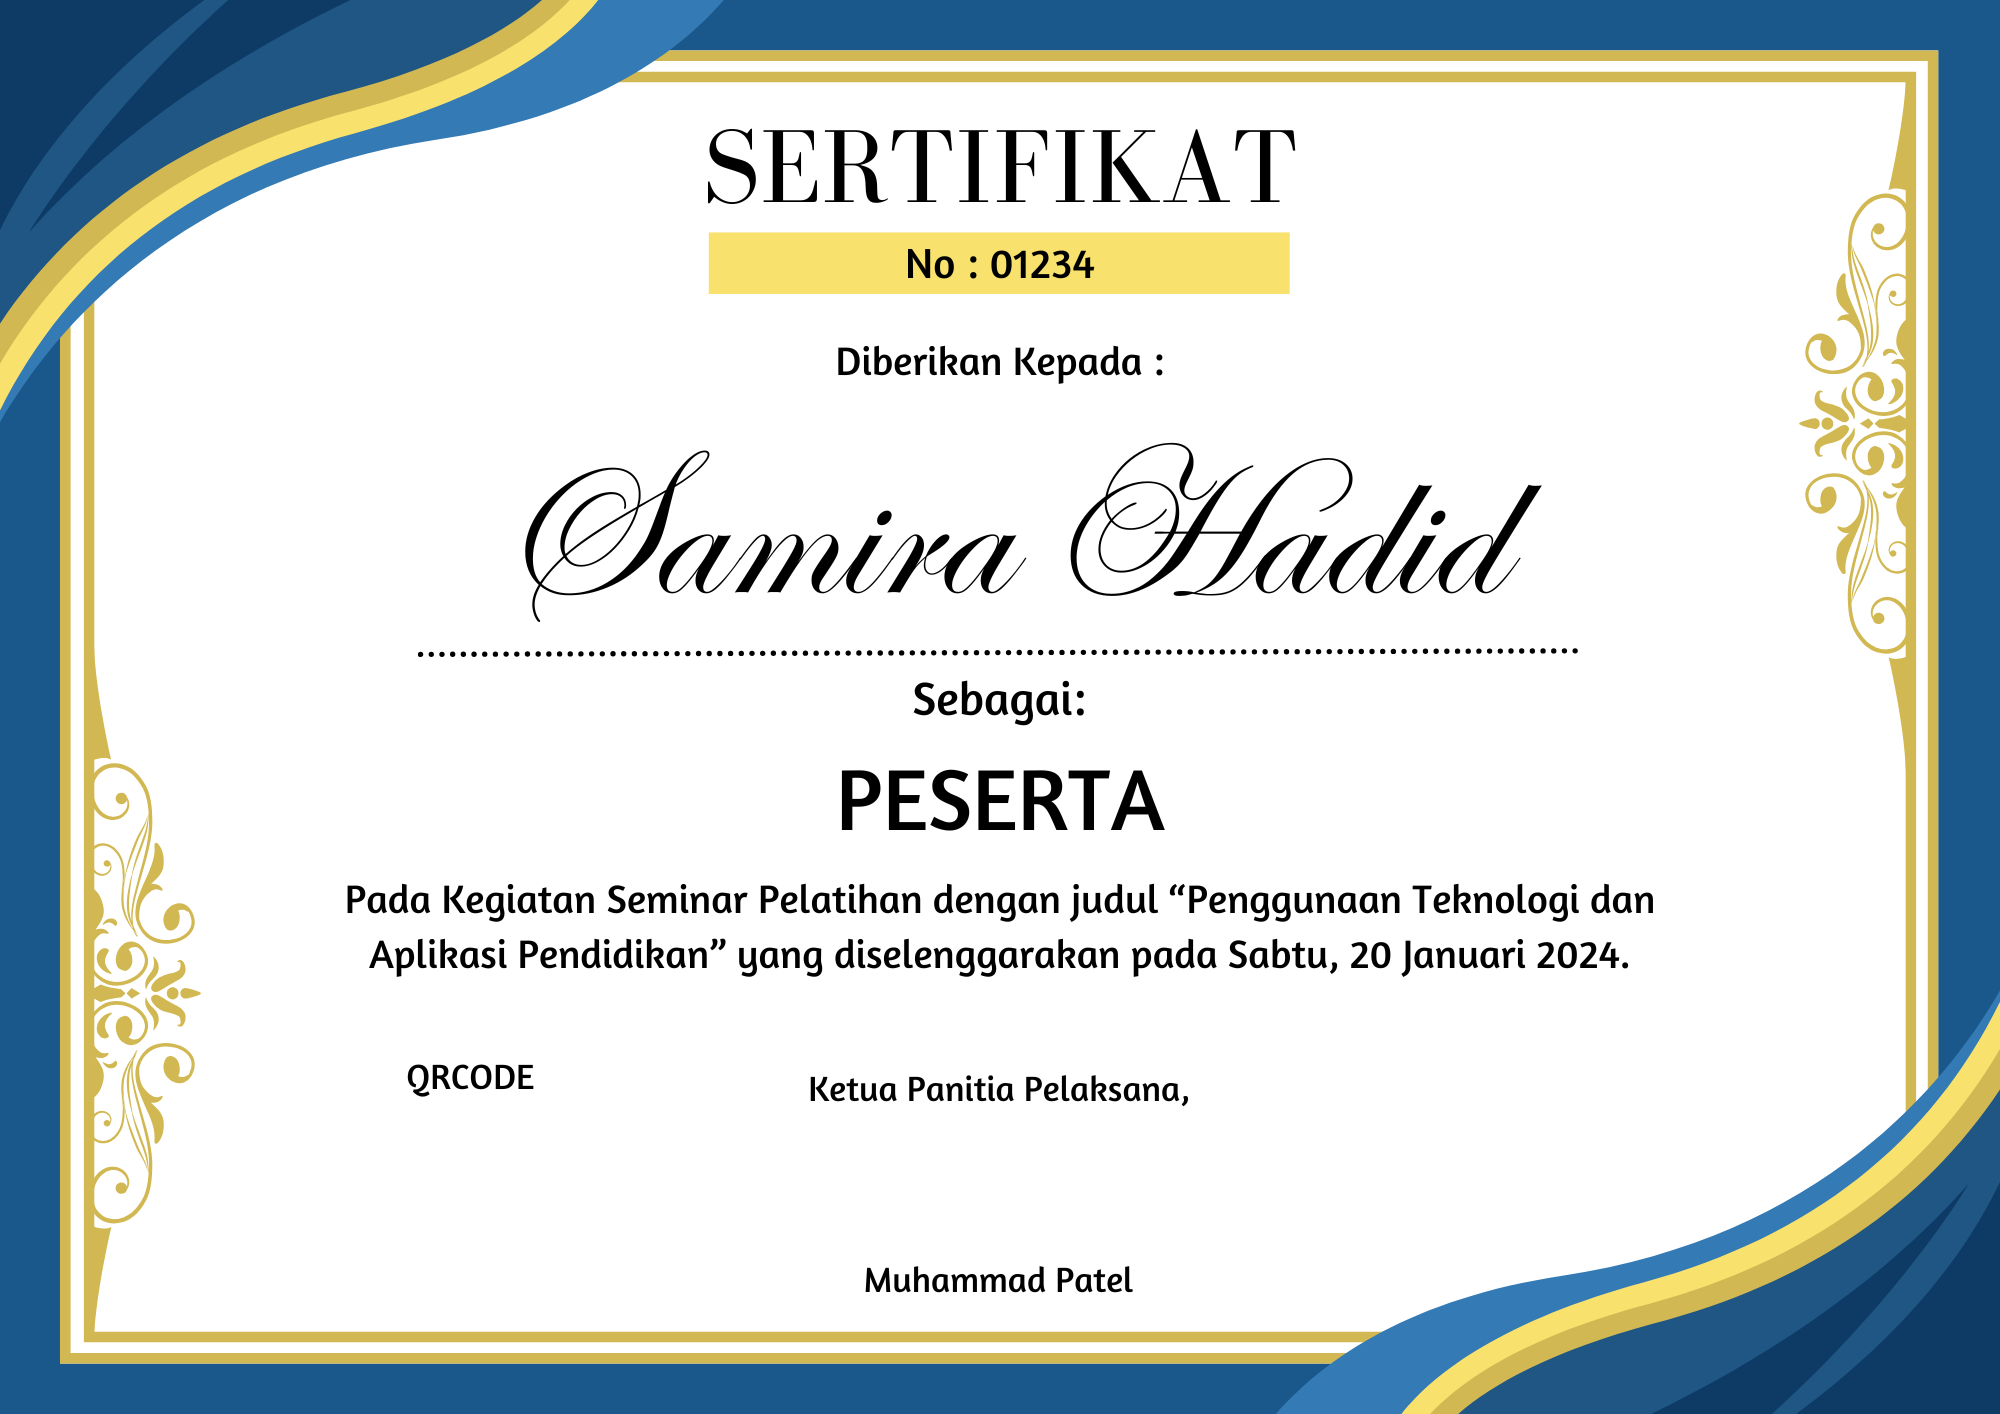 SERTIFIKAT
No : 01234
Diberikan Kepada :
Samira Hadid
Sebagai:
PESERTA
Pada Kegiatan Seminar Pelatihan dengan judul “Penggunaan Teknologi dan
Aplikasi Pendidikan” yang diselenggarakan pada Sabtu, 20 Januari 2024.
QRCODE
Ketua Panitia Pelaksana,
Muhammad Patel